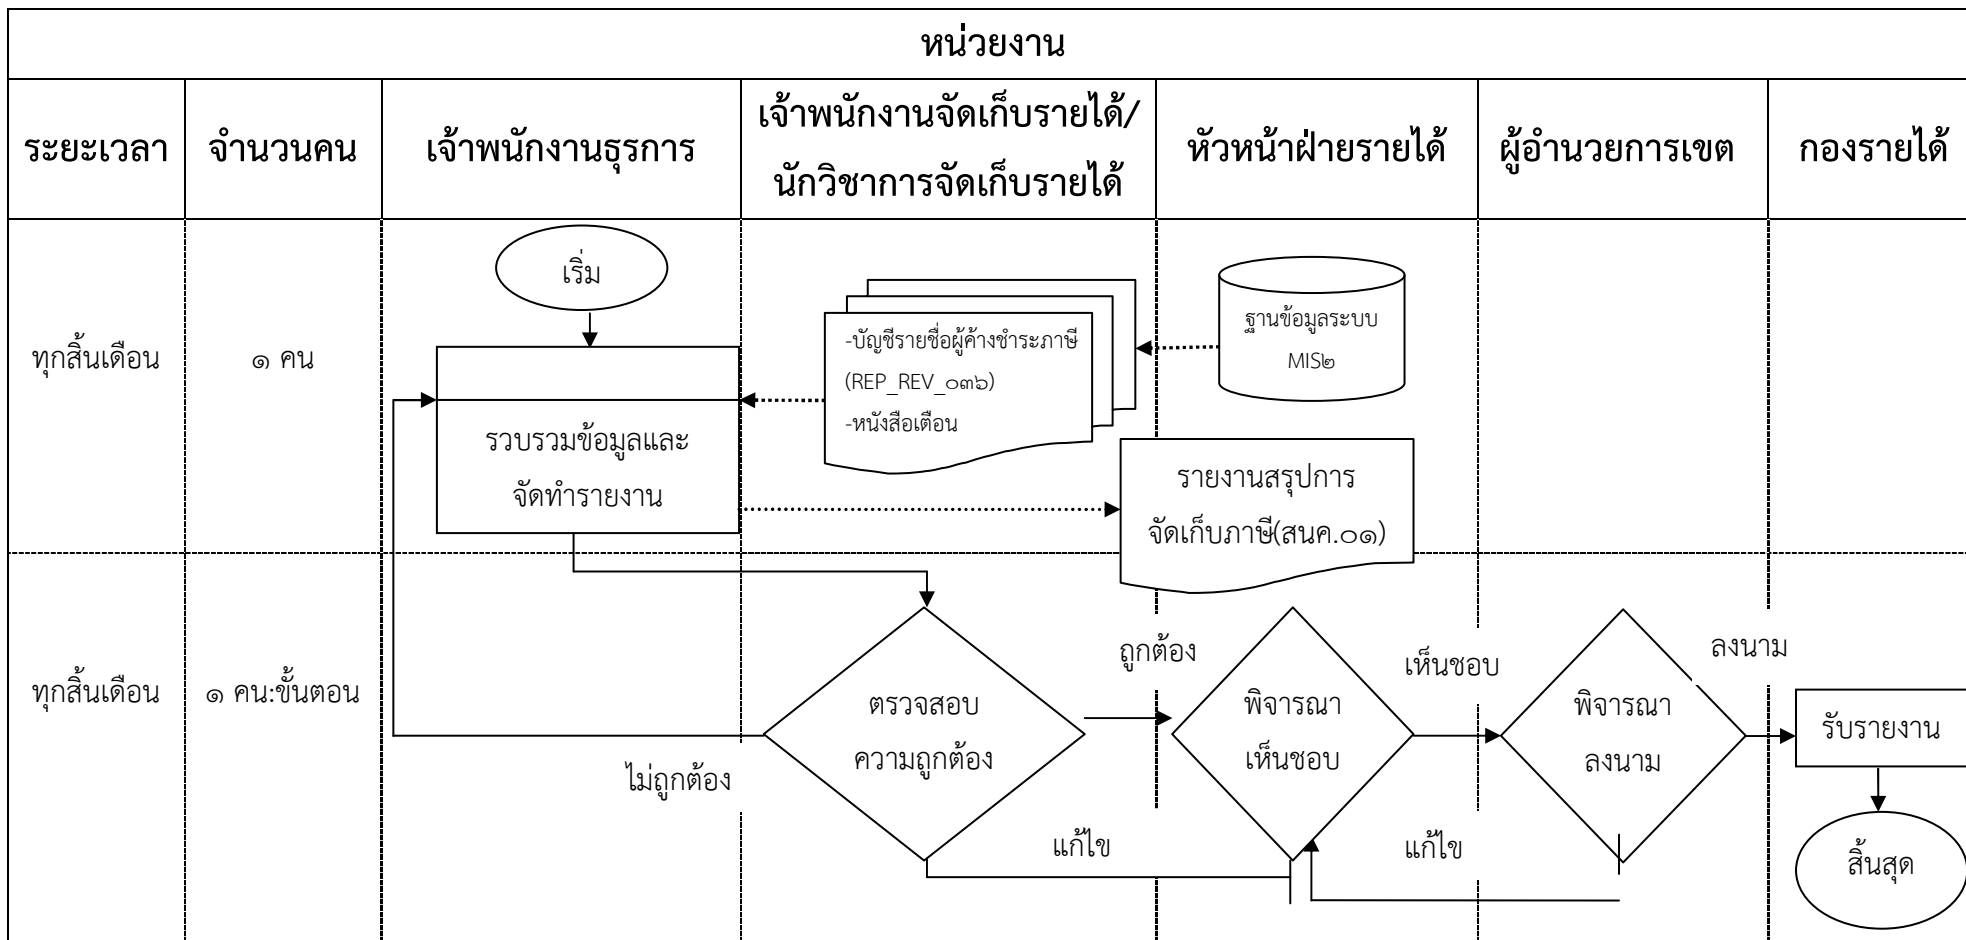 หน่วยงาน
ระยะเวลา
จำนวนคน
เจ้าพนักงานธุรการ
เจ้าพนักงานจัดเก็บรายได้/
นักวิชาการจัดเก็บรายได้
หัวหน้าฝ่ายรายได้
ผู้อำนวยการเขต
กองรายได้
ทุกสิ้นเดือน
๑ คน
เริ่ม
รวบรวมข้อมูลและ
จัดทำรายงาน
-บัญชีรายชื่อผู้ค้างชำระภาษี
(REP_REV_๐๓๖)
-หนังสือเตือน
ฐานข้อมูลระบบ
MIS๒
รายงานสรุปการ
จัดเก็บภาษี(สนค.๐๑)
ทุกสิ้นเดือน
๑ คน:ขั้นตอน
ไม่ถูกต้อง
ตรวจสอบ
ความถูกต้อง
ถูกต้อง
แก้ไข
พิจารณา
เห็นชอบ
เห็นชอบ
แก้ไข
พิจารณา
ลงนาม
ลงนาม
รับรายงาน
สิ้นสุด